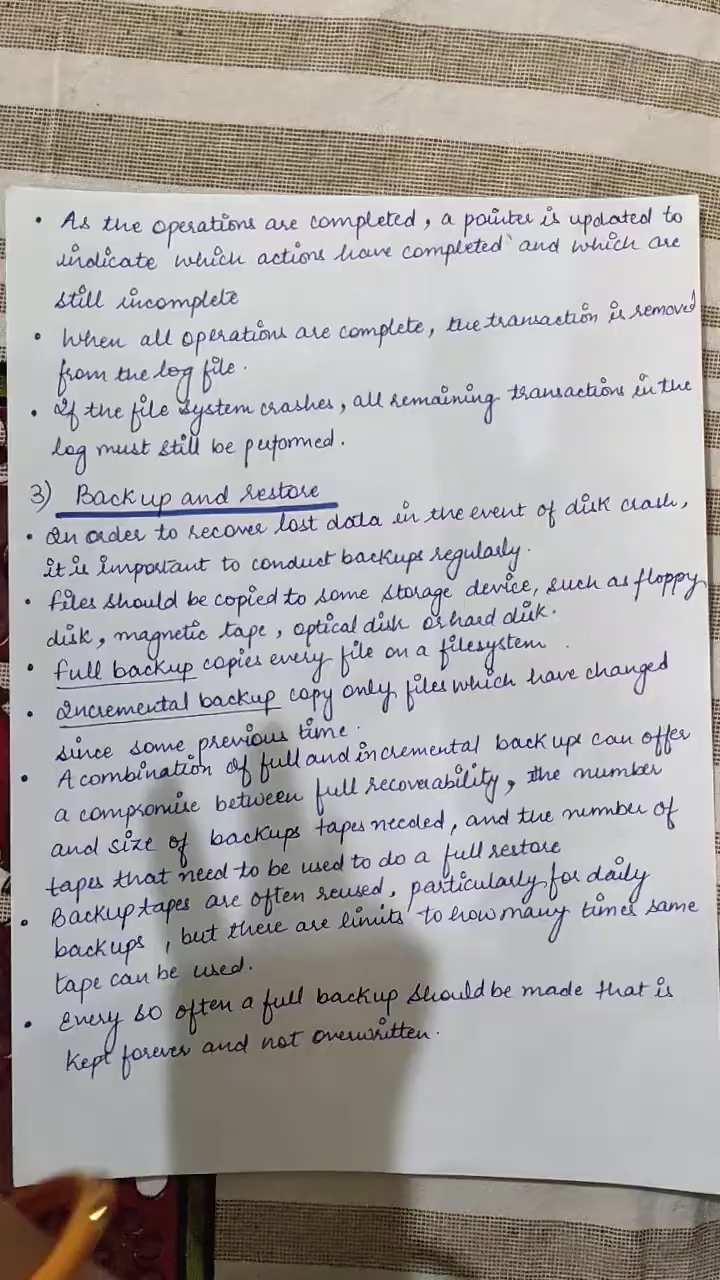 • As the operations are completed, a pointer is updated to
indicate which actions have completed and which are
still incomplete
• When all operations are complete, the transaction is removed
from the log file.
• If the file system crashes, all remaining transactions in the
log must still be peformed.
3) Backup and restore
• In order to recover lost data in the event of disk crash,
it is important to conduct backups regularly.
• files should be copied to some storage device, such as floppy
disk, magnetic tape, optical disk or hard disk.
• full backup copies every file on a filesystem
• Incremental backup copy only files which have changed
since some previous time.
• A combination of full and incremental backups can offer
a compromise between full recoverability, the number
and size of backups tapes needed, and the number of
tapes that need to be used to do a full restore
• Backup tapes are often reused, particularly for daily
backups, but there are limits to how many times same
tape can be used.
• Every so often a full backup should be made that is
kept forever and not overwritten.